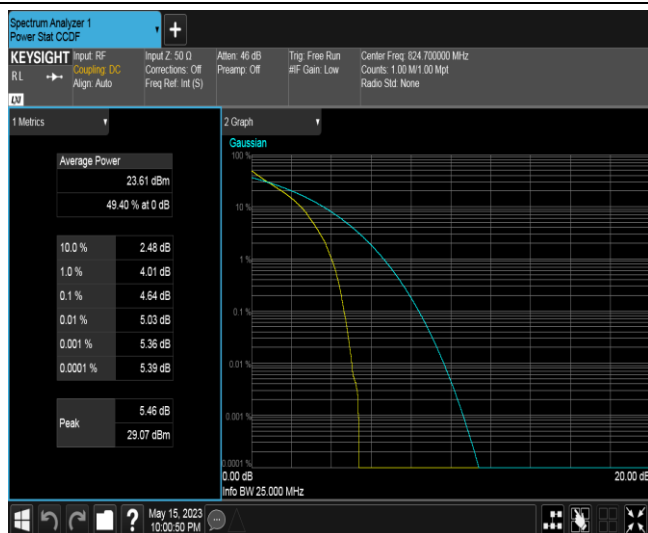 Spectrum Analyzer 1
Power Stat CCDF
+
KEYSIGHT
RL
LXI
Input: RF
Coupling: DC
Align: Auto
Input Z: 50 Ω
Corrections: Off
Freq Ref: Int (S)
Atten: 46 dB
Preamp: Off
Trig: Free Run
#IF Gain: Low
Center Freq: 824.700000 MHz
Counts: 1.00 M/1.00 Mpt
Radio Std: None
1 Metrics
Average Power
23.61 dBm
49.40 % at 0 dB
10.0 % 2.48 dB
1.0 % 4.01 dB
0.1 % 4.64 dB
0.01 % 5.03 dB
0.001 % 5.36 dB
0.0001 % 5.39 dB
Peak
5.46 dB
29.07 dBm
2 Graph
Gaussian
100 %
10 %
1 %
0.1 %
0.01 %
0.001 %
0.0001 %
0.00 dB
20.00 dB
Info BW 25.000 MHz
?
May 15, 2023
10:00:50 PM